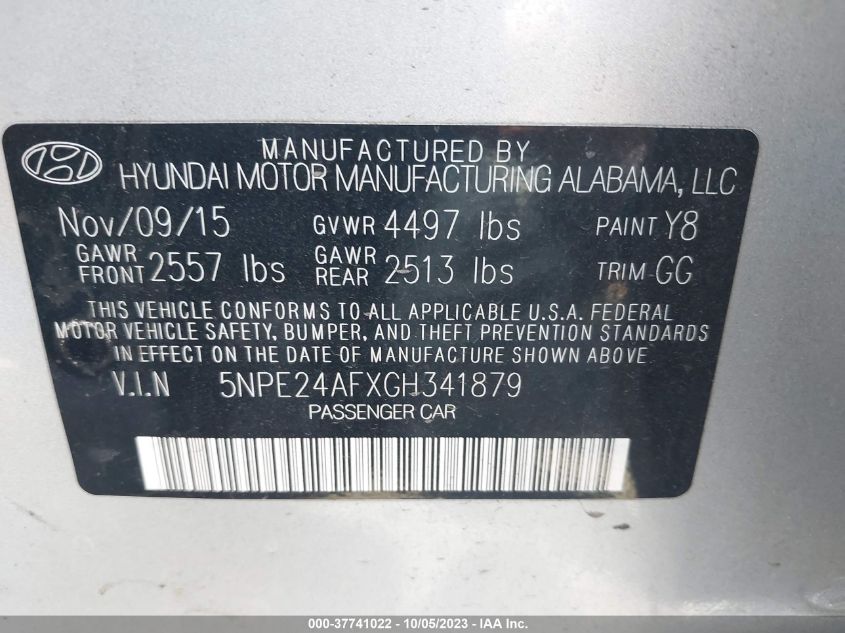 MANUFACTURED BY
HYUNDAI MOTOR MANUFACTURING ALABAMA, LLC
Nov/09/15 GVWR 4497 lbs PAINT Y8
GAWR FRONT 2557 lbs GAWR REAR 2513 lbs TRIM GG
THIS VEHICLE CONFORMS TO ALL APPLICABLE U.S.A. FEDERAL
MOTOR VEHICLE SAFETY, BUMPER, AND THEFT PREVENTION STANDARDS
IN EFFECT ON THE DATE OF MANUFACTURE SHOWN ABOVE
V.I.N 5NPE24AFXGH341879
PASSENGER CAR
000-37741022 - 10/05/2023 - IAA Inc.